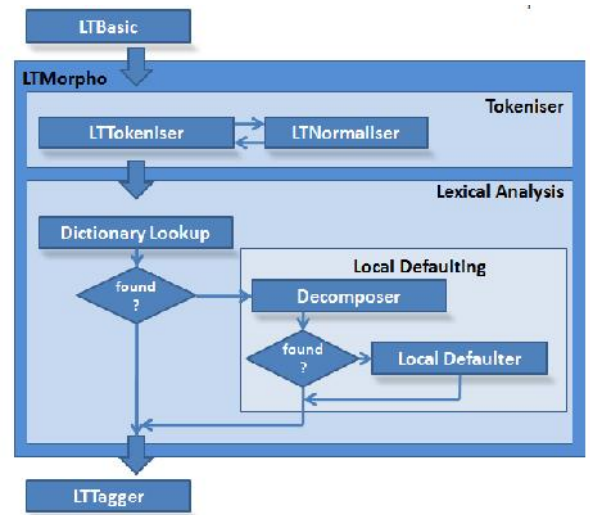 LTBasic
LTMorpho
Tokeniser
LTTokeniser
LTNormaliser
Lexical Analysis
Dictionary Lookup
Local Defaulting
found
?
Decomposer
found
?
Local Defaulter
LTTagger